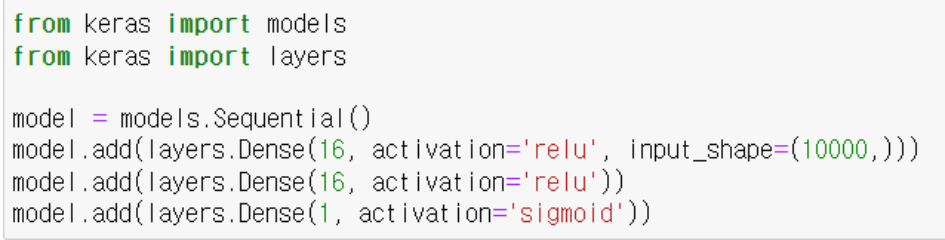 from keras import models
from keras import layers
model = models.Sequential()
model.add(layers.Dense(16, activation='relu', input_shape=(10000,)))
model.add(layers.Dense(16, activation='relu'))
model.add(layers.Dense(1, activation='sigmoid'))